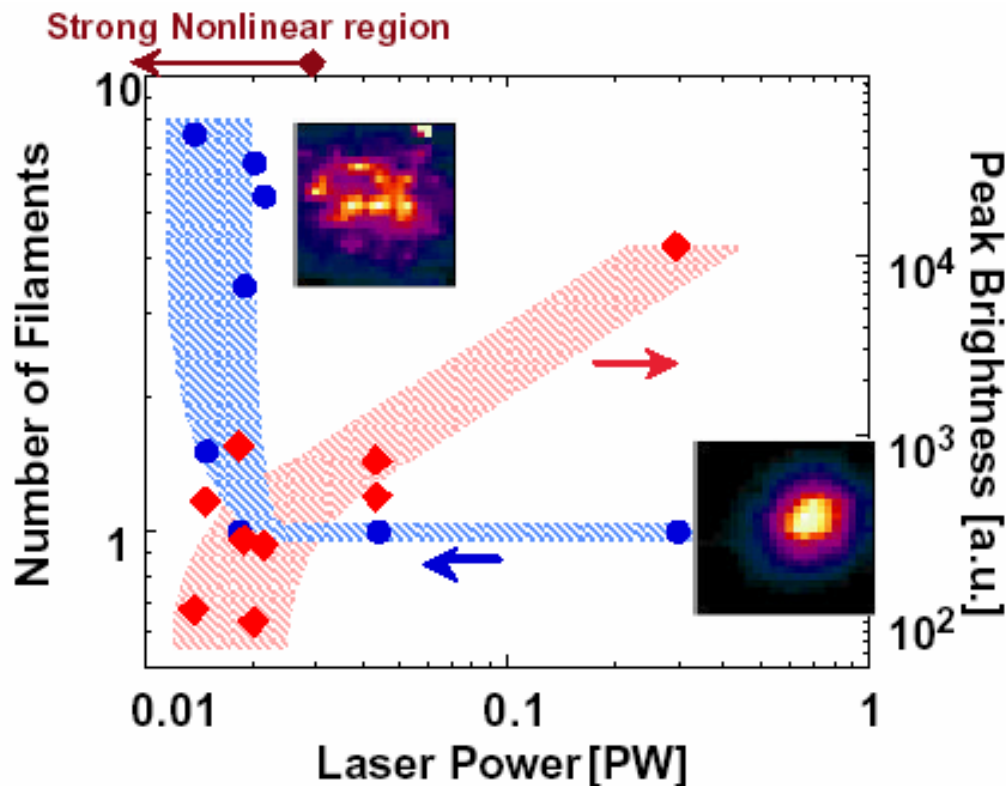 Strong Nonlinear region
10
1
Number of Filaments
10⁴
10³
10²
Peak Brightness [a.u.]
0.01
0.1
1
Laser Power [PW]